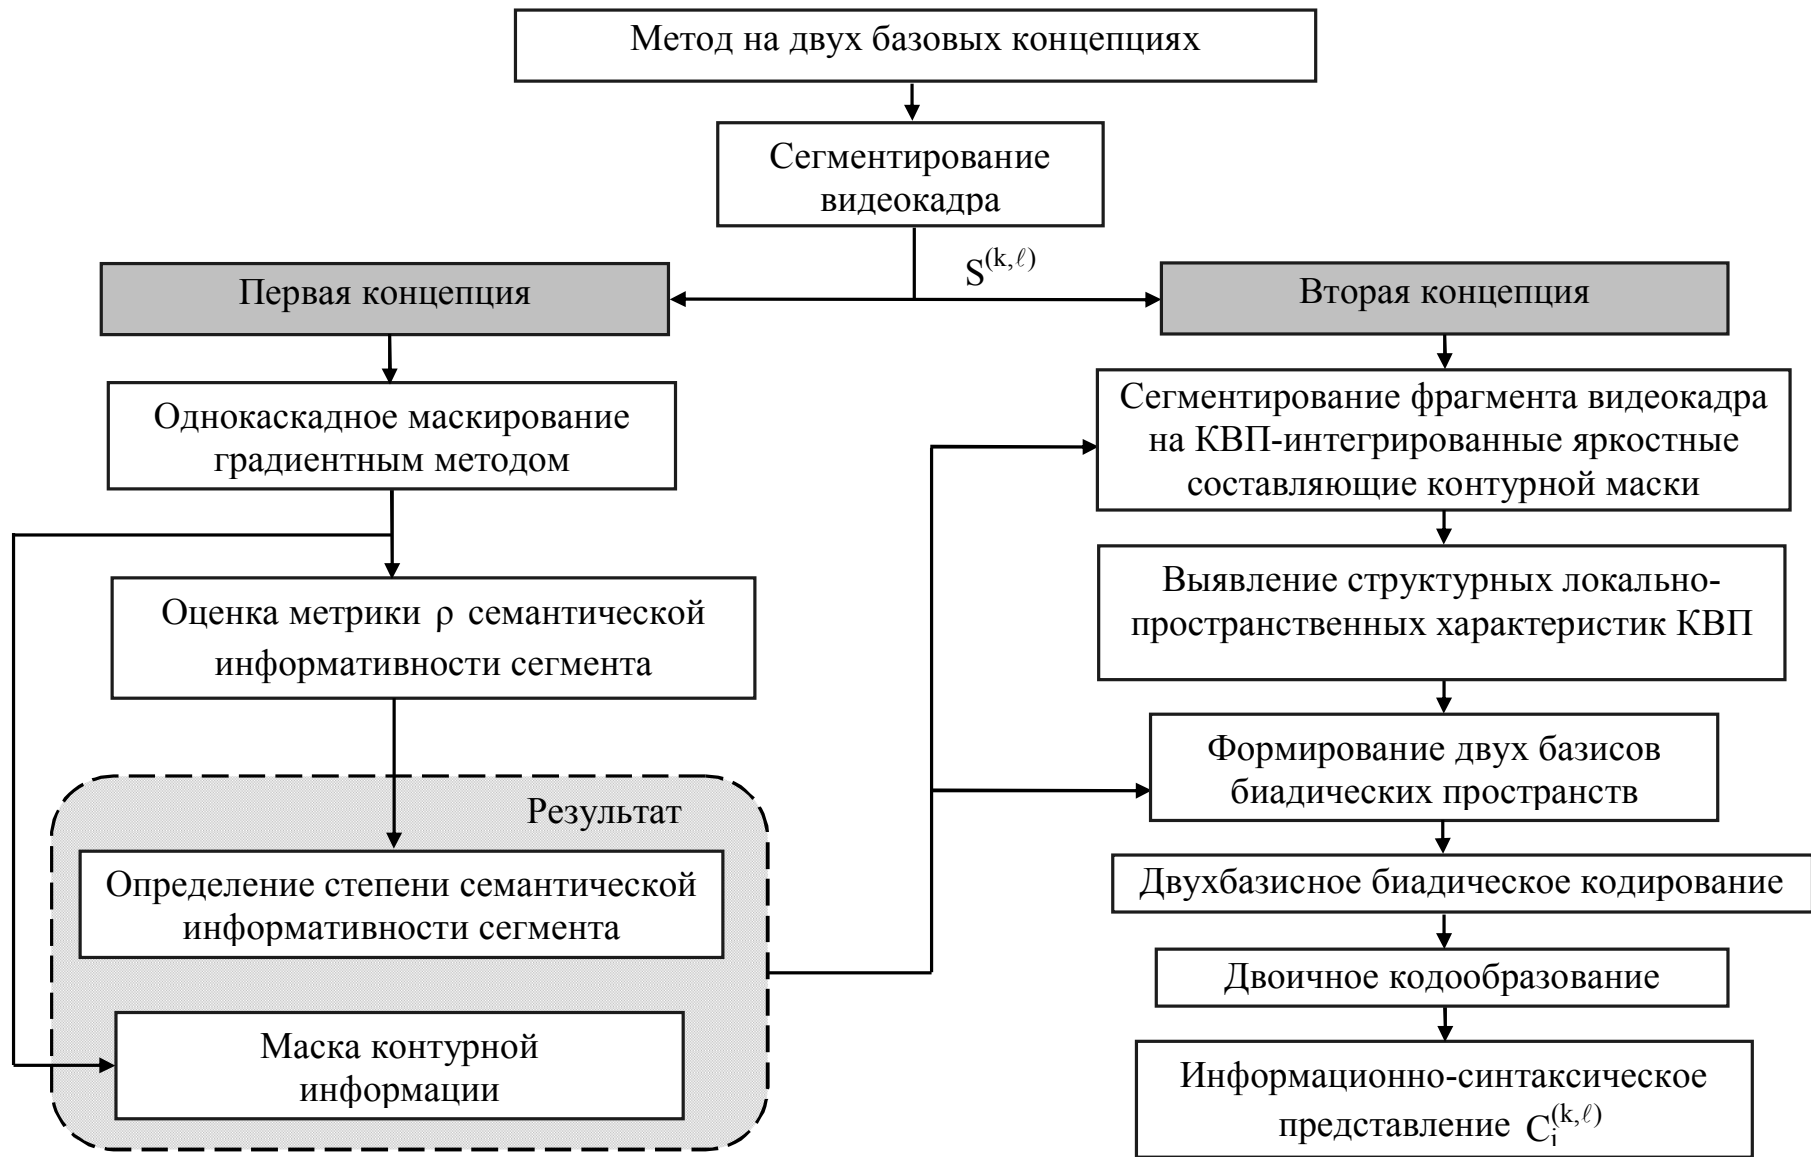 Метод на двух базовых концепциях
Сегментирование
видеокадра
S^(k,ℓ)
Первая концепция
Однокаскадное маскирование
градиентным методом
Оценка метрики ρ семантической
информативности сегмента
Результат
Определение степени семантической
информативности сегмента
Маска контурной
информации
Вторая концепция
Сегментирование фрагмента видеокадра
на КВП-интегрированные яркостные
составляющие контурной маски
Выявление структурных локально-
пространственных характеристик КВП
Формирование двух базисов
биадических пространств
Двухбазисное биадическое кодирование
Двоичное кодообразование
Информационно-синтаксическое
представление C_i^(k,ℓ)